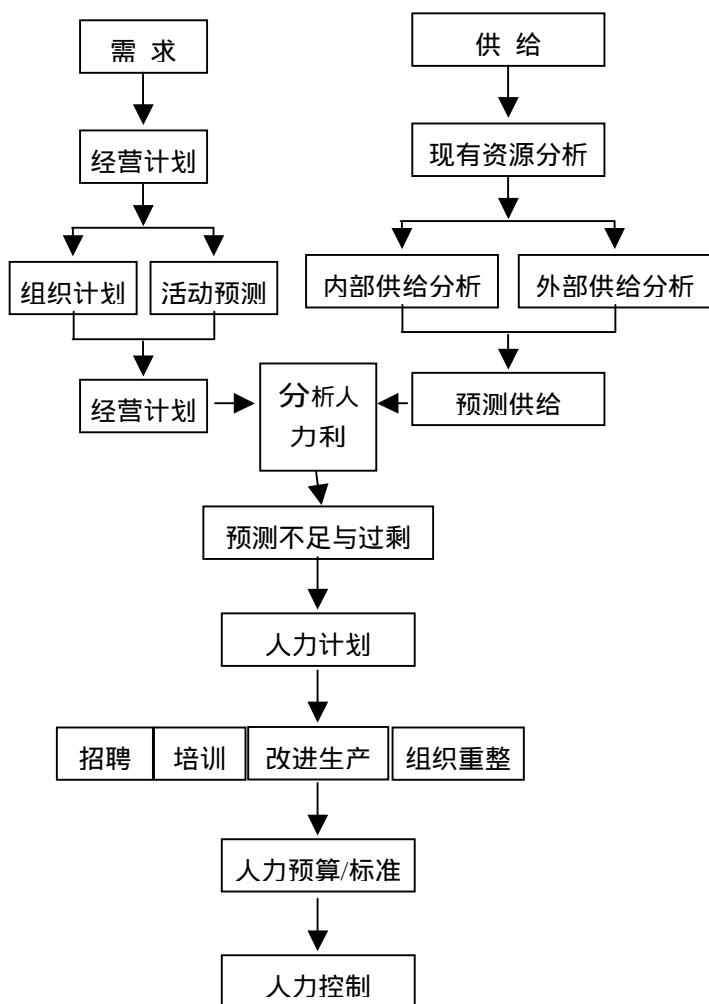 需 求
供 给
经营计划
现有资源分析
组织计划
活动预测
内部供给分析
外部供给分析
经营计划
分析人
力利
预测供给
预测不足与过剩
人力计划
招聘
培训
改进生产
组织重整
人力预算/标准
人力控制